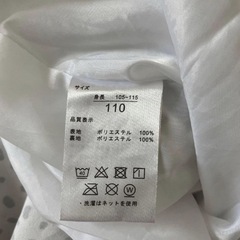 サイズ
身長 105-115
110
品質表示
表地 ポリエステル 100%
裏地 ポリエステル 100%
40
・洗濯はネットを使用